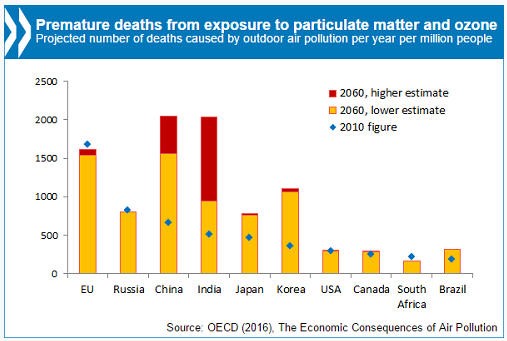 Premature deaths from exposure to particulate matter and ozone
Projected number of deaths caused by outdoor air pollution per year per million people
2500
2000
1500
1000
500
0
2060, higher estimate
2060, lower estimate
2010 figure
EU Russia China India Japan Korea USA Canada South Africa Brazil
Source: OECD (2016), The Economic Consequences of Air Pollution